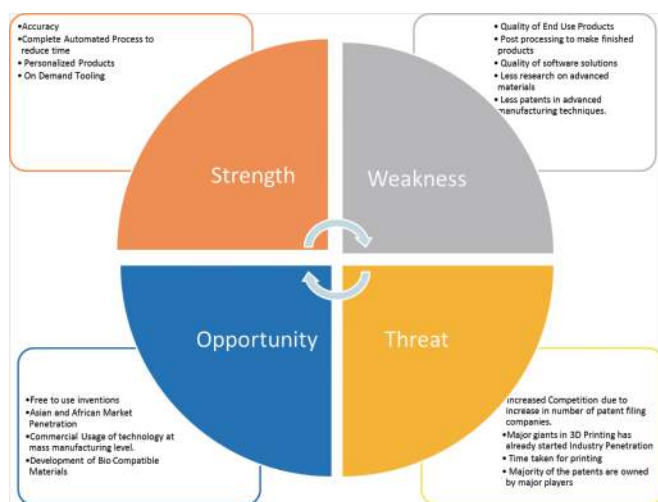 •Accuracy
•Complete Automated Process to
reduce time
•Personalized Products
•On Demand Tooling
• Quality of End Use Products
• Post processing to make finished
products
• Quality of software solutions
• Less research on advanced
materials
• Less patents in advanced
manufacturing techniques.
Strength
Weakness
Opportunity
Threat
•Free to use inventions
•Asian and African Market
Penetration
•Commercial Usage of technology at
mass manufacturing level.
•Development of Bio Compatible
Materials
Increased Competition due to
increase in number of patent filing
companies.
•Major giants in 3D Printing has
already started Industry Penetration
• Time taken for printing
• Majority of the patents are owned
by major players